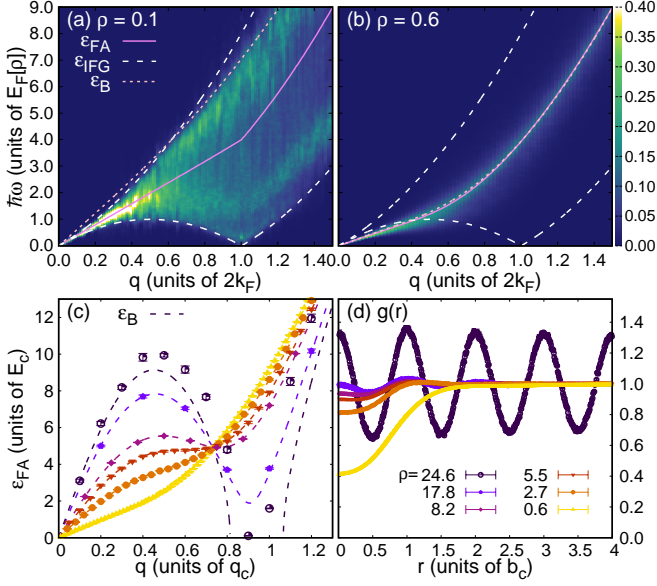 (a) ρ = 0.1
(b) ρ = 0.6
ε_FA
ε_IFG
ε_B
ħω (units of E_F[ρ])
9.0
8.0
7.0
6.0
5.0
4.0
3.0
2.0
1.0
0.0
0.0 0.2 0.4 0.6 0.8 1.0 1.2 1.40
q (units of 2k_F)
0.0 0.2 0.4 0.6 0.8 1.0 1.2 1.40
q (units of 2k_F)
0.40
0.35
0.30
0.25
0.20
0.15
0.10
0.05
0.00
(c)
ε_B
ε_FA (units of E_c)
12
10
8
6
4
2
0
0 0.2 0.4 0.6 0.8 1.0 1.2
q (units of q_c)
(d) g(r)
ρ= 24.6
17.8
8.2
5.5
2.7
0.6
1.4
1.2
1.0
0.8
0.6
0.4
0.2
0.0
0.0 0.5 1.0 1.5 2.0 2.5 3.0 3.5 4
r (units of b_c)